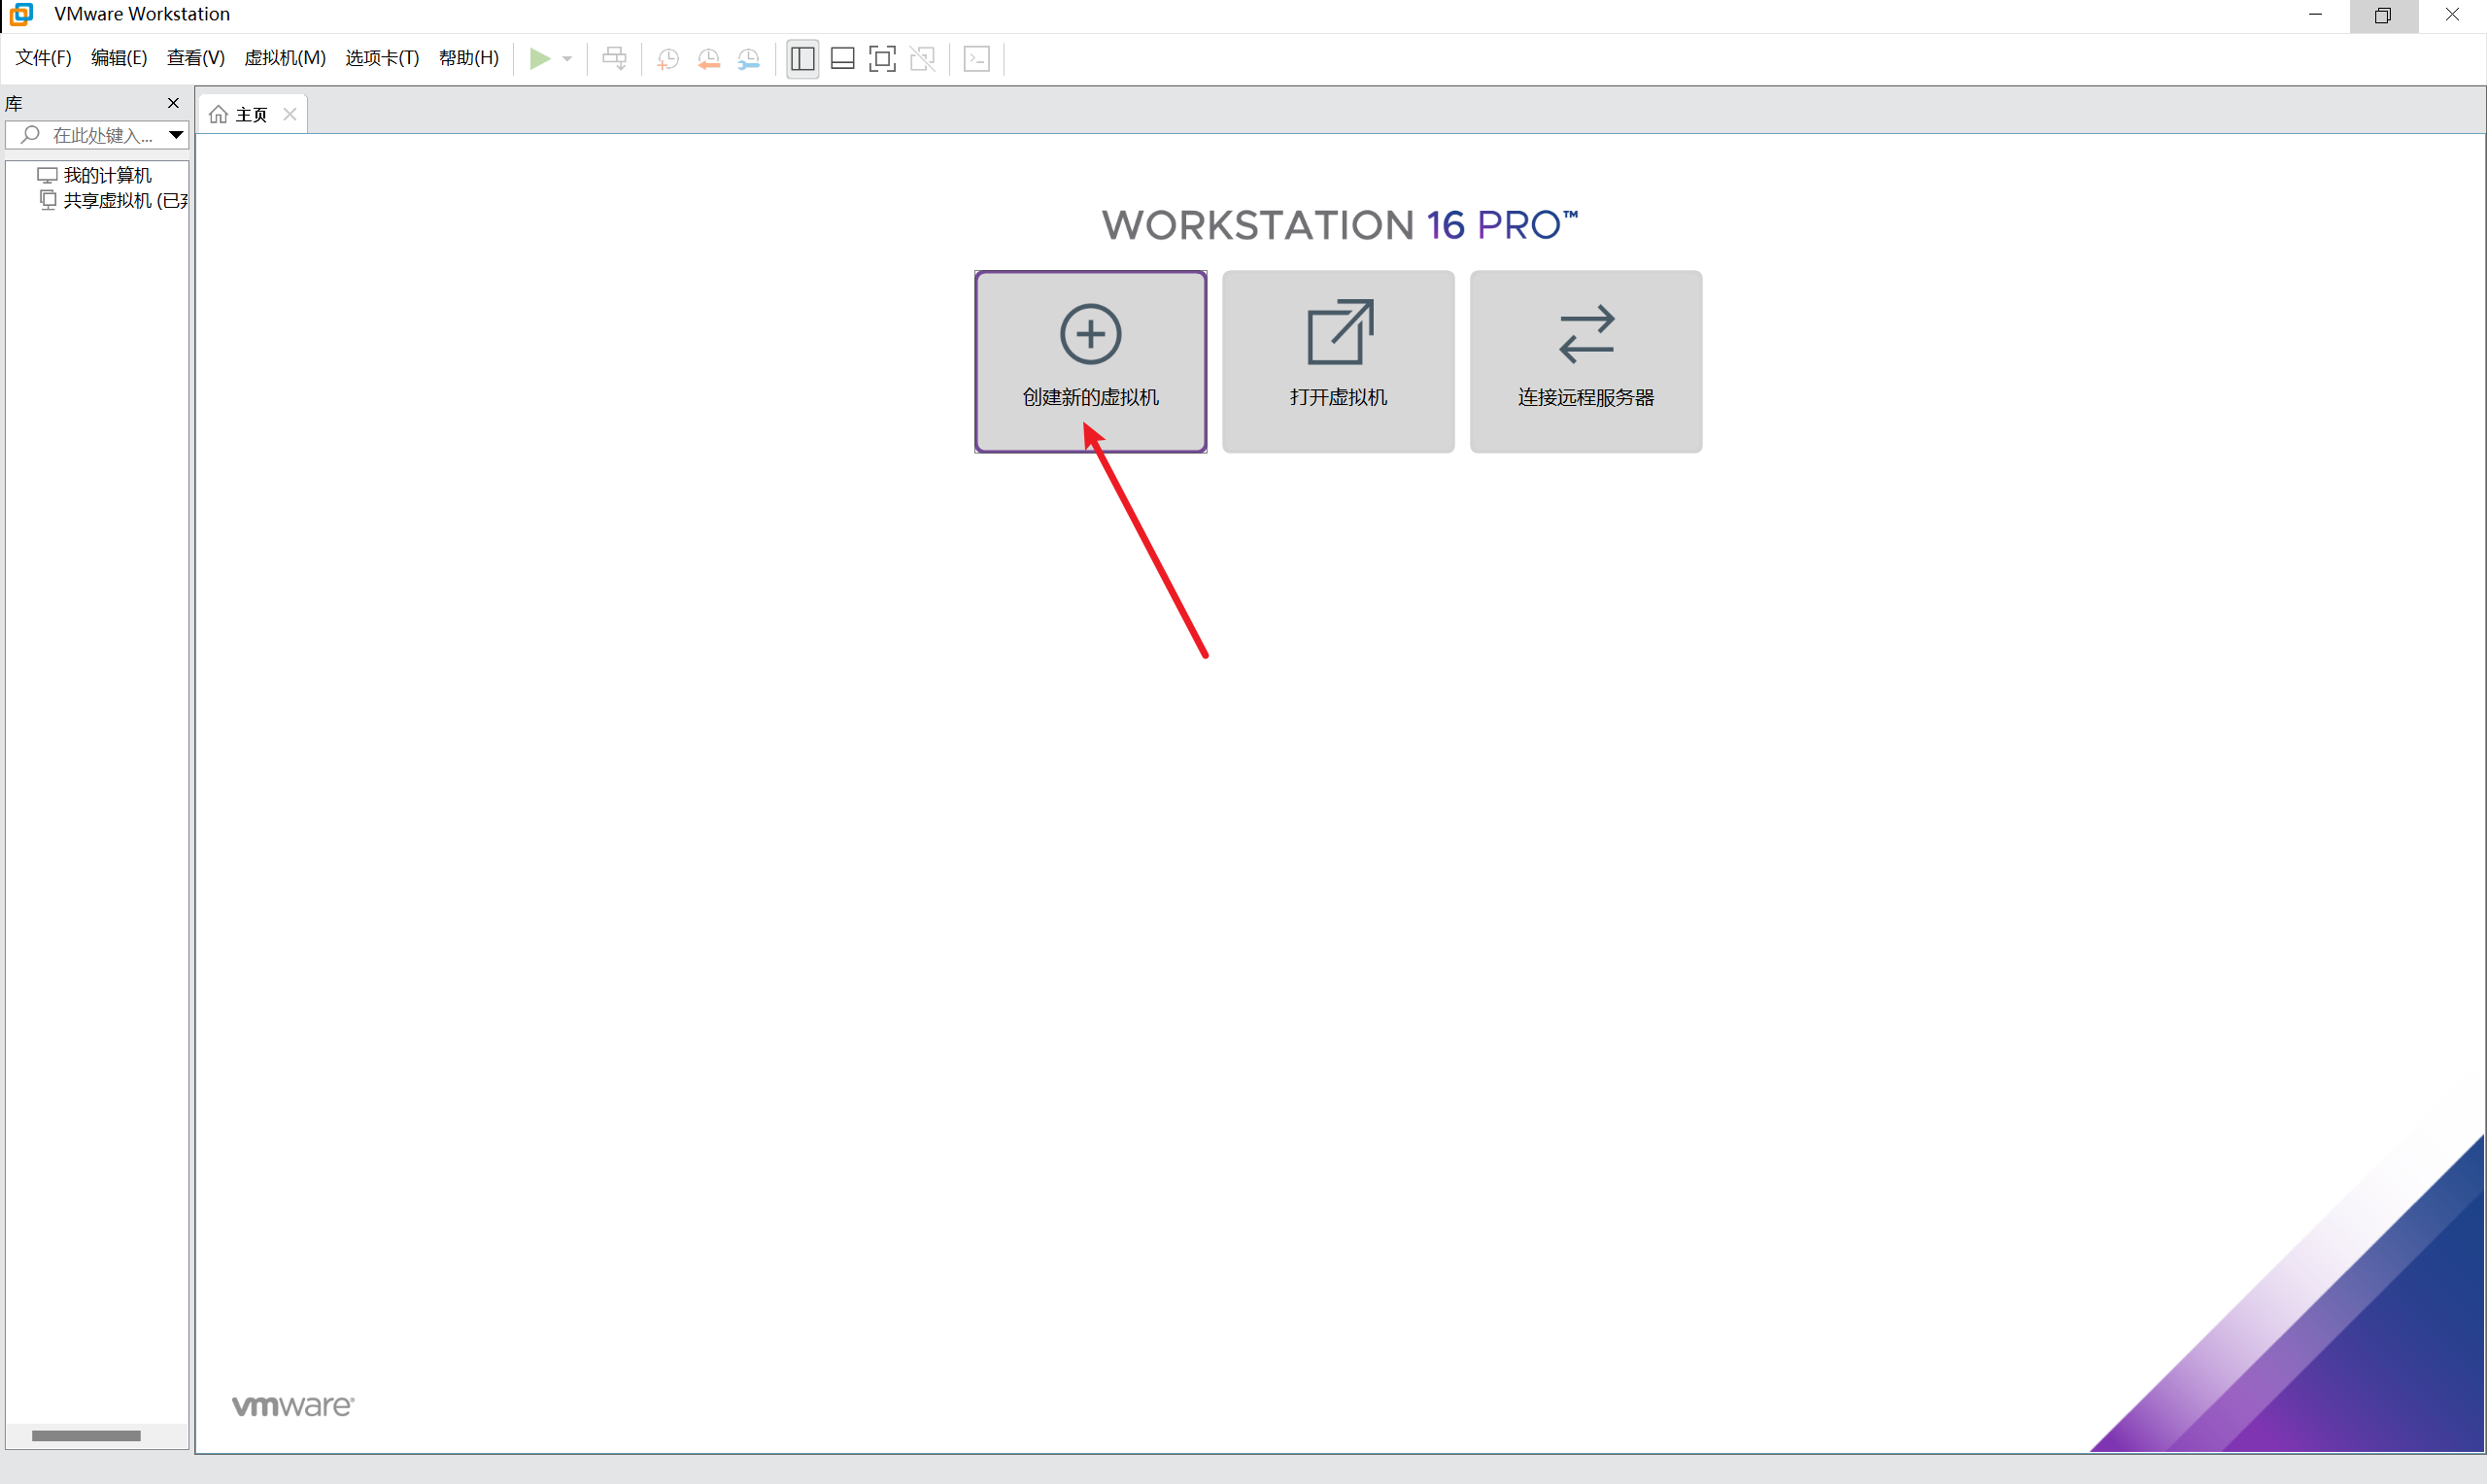 VMware Workstation
文件(F) 编辑(E) 查看(V) 虚拟机(M) 选项卡(T) 帮助(H)
库
在此处键入...
主页
我的计算机
共享虚拟机 (已
WORKSTATION 16 PRO™
创建新的虚拟机
打开虚拟机
连接远程服务器
vmware®